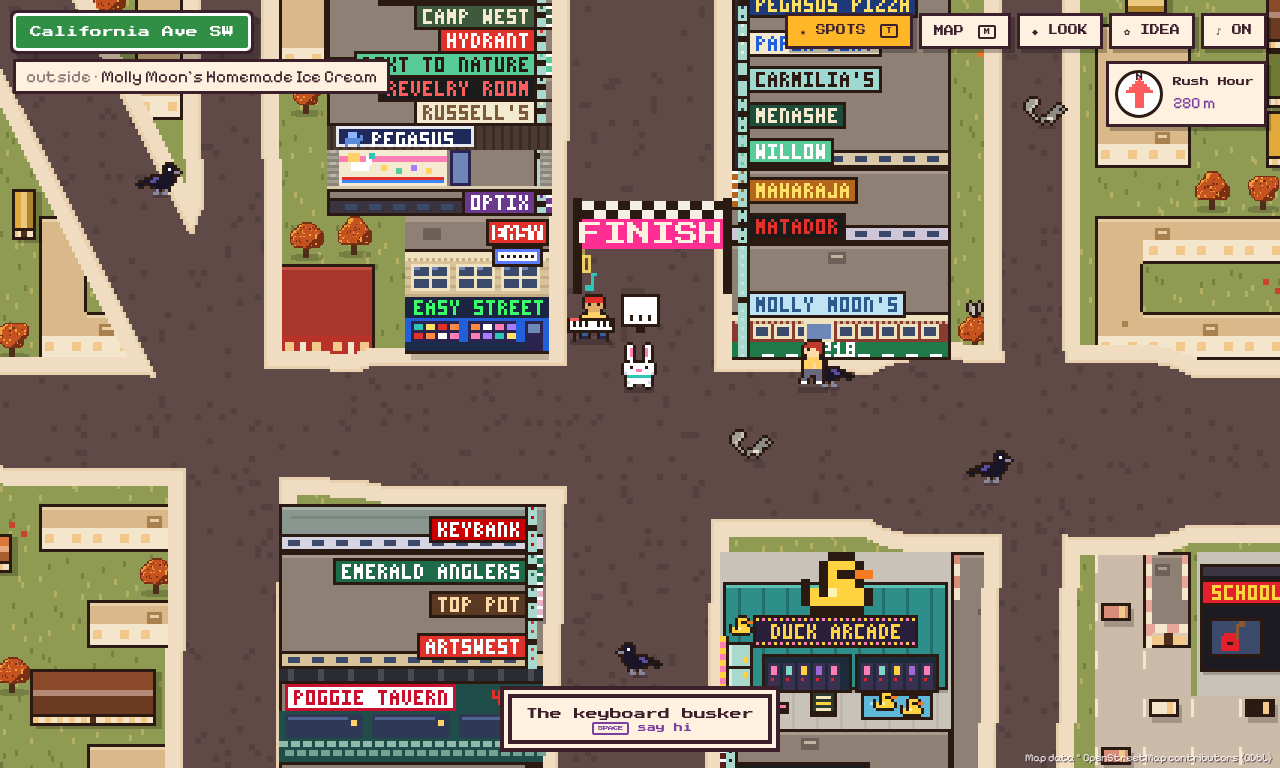 California Ave SW
outside · Molly Moon's Homemade Ice Cream
SPOTS T
MAP M
LOOK
IDEA
ON
N
Rush Hour
280 m
CAMP WEST
HYDRANT
NEXT TO NATURE
REVELRY ROOM
RUSSELL'S
PEGASUS
OPTIX
EASY STREET
PEGASUS PIZZA
CARMILIA'S
MENASHE
WILLOW
MAHARAJA
MATADOR
MOLLY MOON'S
FINISH
KEYBANK
EMERALD ANGLERS
TOP POT
ARTSWEST
POGGIE TAVERN
DUCK ARCADE
SCHOOL
The keyboard busker
SPACE say hi
Map data © OpenStreetMap contributors (ODbL)